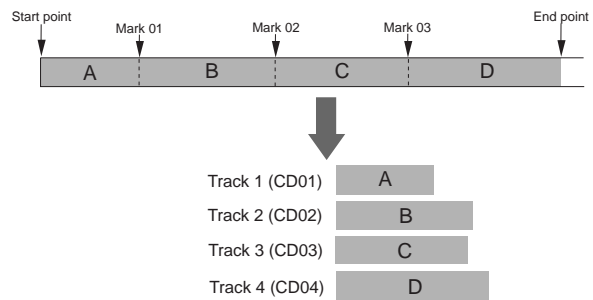 Start point
Mark 01
Mark 02
Mark 03
End point
A
B
C
D
Track 1 (CD01)
A
Track 2 (CD02)
B
Track 3 (CD03)
C
Track 4 (CD04)
D